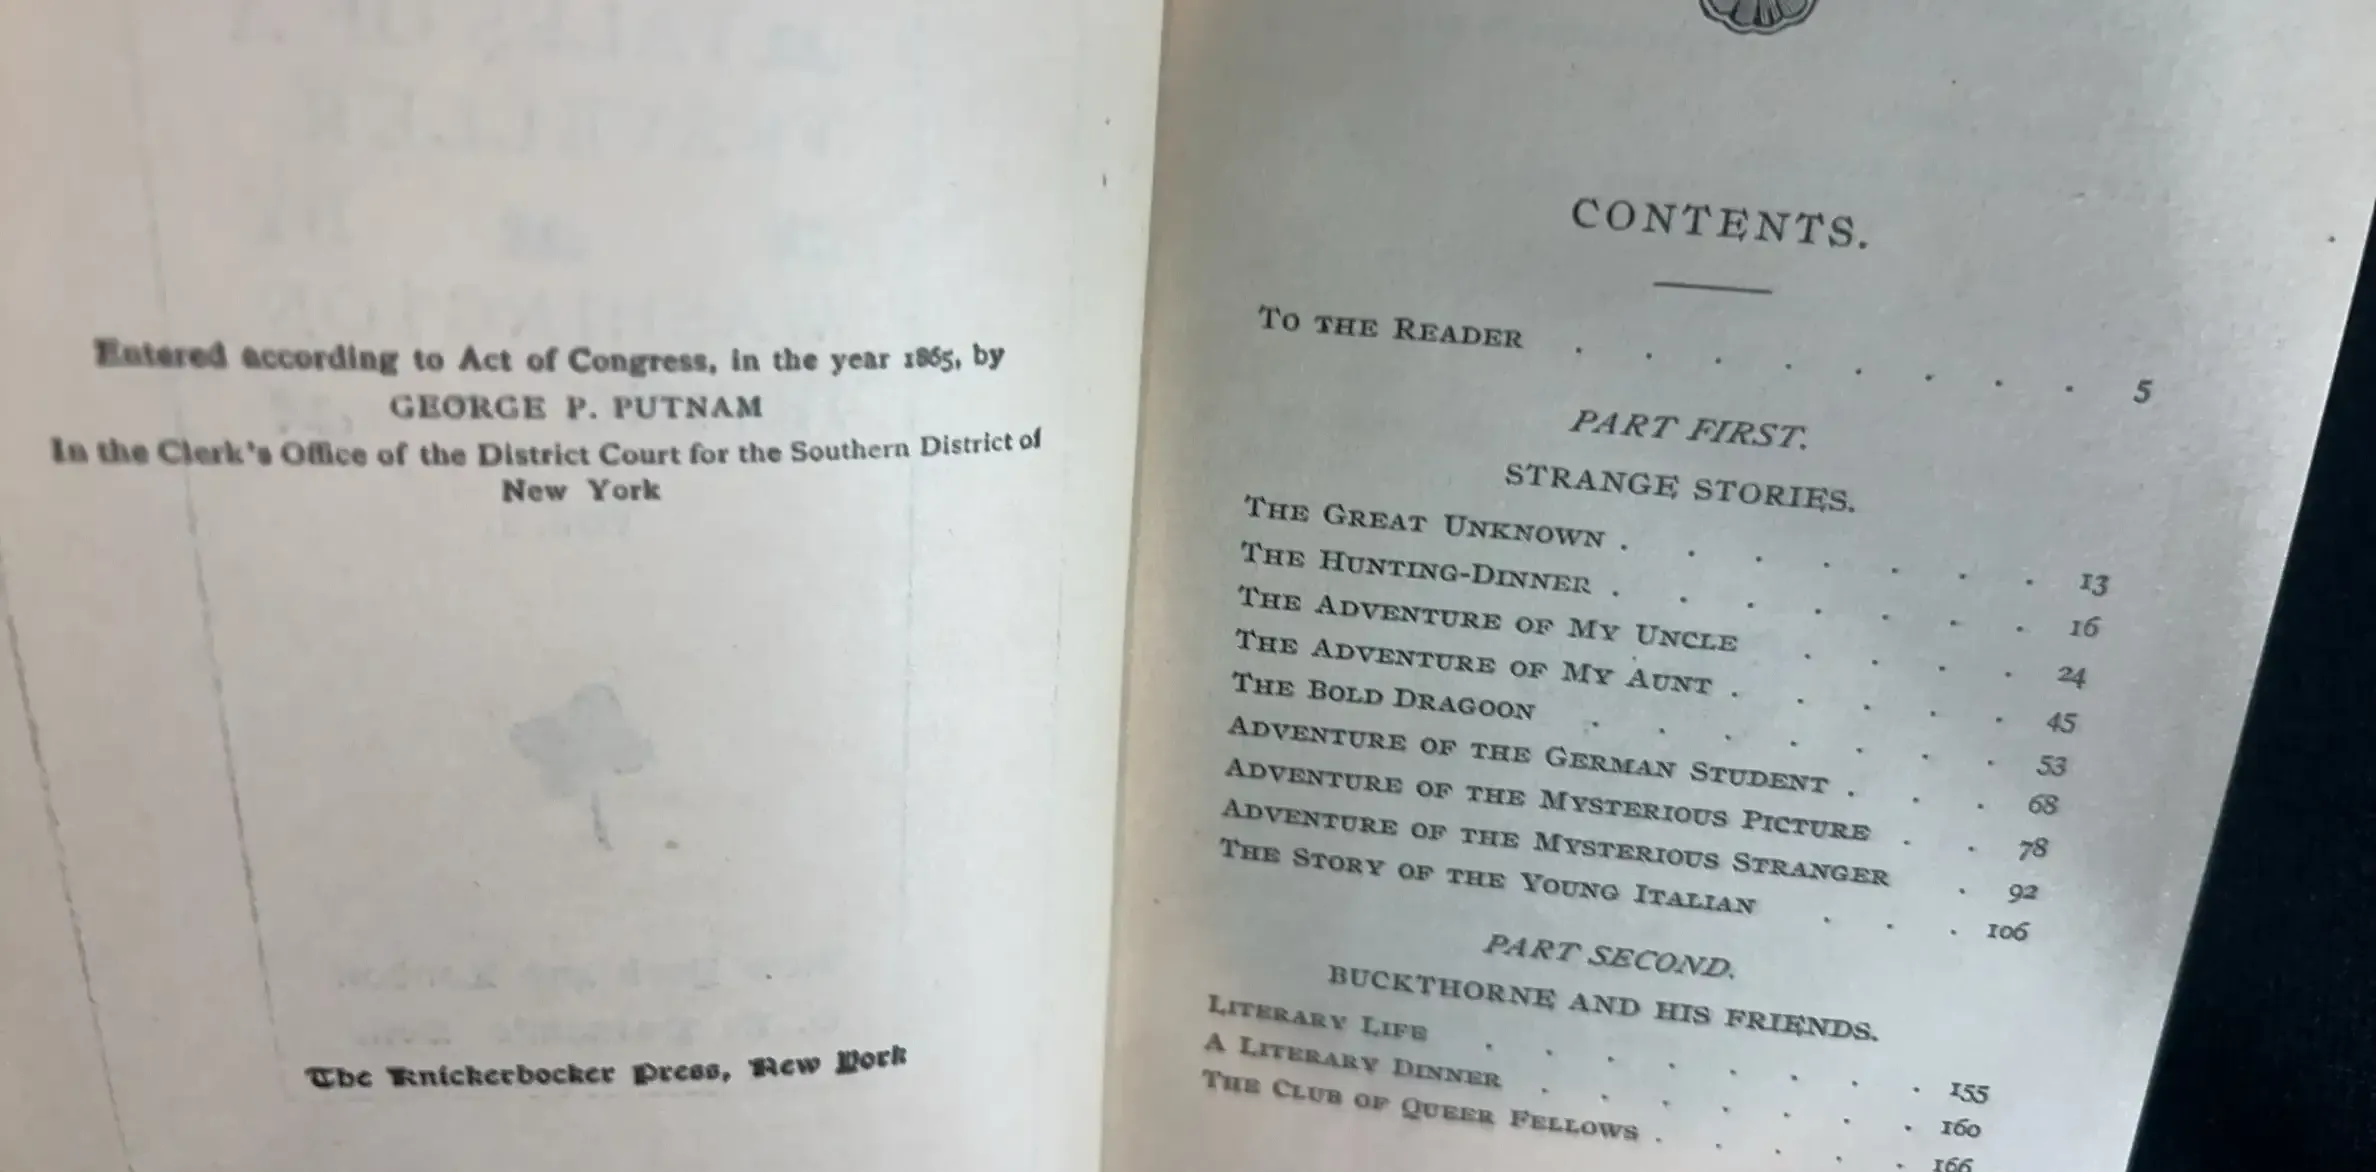 Entered according to Act of Congress, in the year 1865, by
GEORGE P. PUTNAM
In the Clerk's Office of the District Court for the Southern District of
New York
The Knickerbocker Press, New York
CONTENTS.
TO THE READER . . . . . . . . 5
PART FIRST.
STRANGE STORIES.
THE GREAT UNKNOWN . . . . . . . 13
THE HUNTING-DINNER . . . . . . . 16
THE ADVENTURE OF MY UNCLE . . . . 24
THE ADVENTURE OF MY AUNT . . . . . 45
THE BOLD DRAGOON . . . . . . . 53
ADVENTURE OF THE GERMAN STUDENT . . . 68
ADVENTURE OF THE MYSTERIOUS PICTURE . . 78
ADVENTURE OF THE MYSTERIOUS STRANGER . 92
THE STORY OF THE YOUNG ITALIAN . . . 106
PART SECOND.
BUCKTHORNE AND HIS FRIENDS.
LITERARY LIFE . . . . . . . . 155
A LITERARY DINNER . . . . . . . 160
THE CLUB OF QUEER FELLOWS . . . . . 166